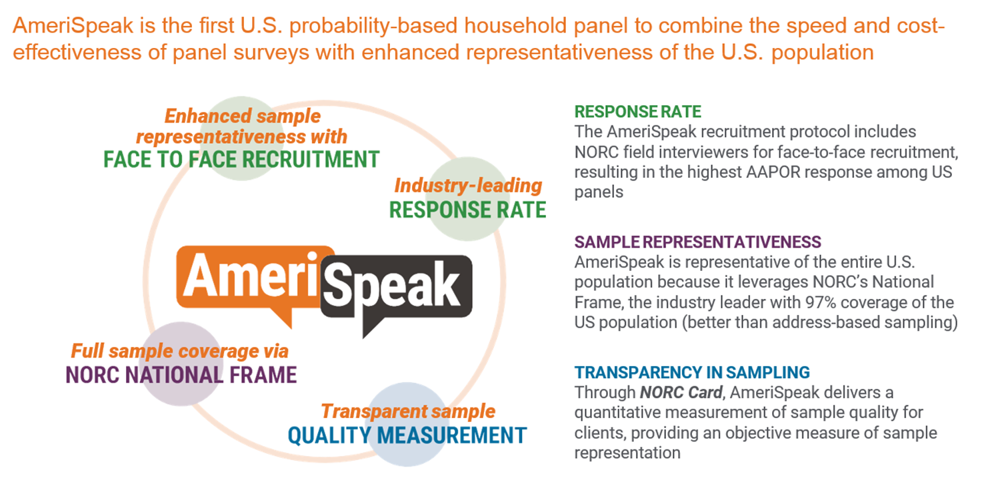 AmeriSpeak is the first U.S. probability-based household panel to combine the speed and cost-
effectiveness of panel surveys with enhanced representativeness of the U.S. population
Enhanced sample
representativeness with
FACE TO FACE RECRUITMENT
Industry-leading
RESPONSE RATE
AmeriSpeak
Full sample coverage via
NORC NATIONAL FRAME
Transparent sample
QUALITY MEASUREMENT
RESPONSE RATE
The AmeriSpeak recruitment protocol includes
NORC field interviewers for face-to-face recruitment,
resulting in the highest AAPOR response among US
panels
SAMPLE REPRESENTATIVENESS
AmeriSpeak is representative of the entire U.S.
population because it leverages NORC’s National
Frame, the industry leader with 97% coverage of the
US population (better than address-based sampling)
TRANSPARENCY IN SAMPLING
Through NORC Card, AmeriSpeak delivers a
quantitative measurement of sample quality for
clients, providing an objective measure of sample
representation